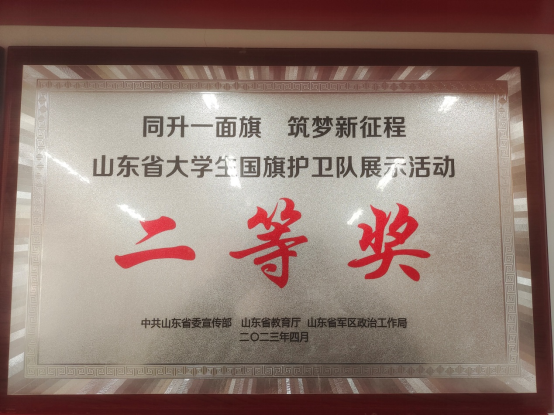 同升一面旗 筑梦新征程
山东省大学生国旗护卫队展示活动
二等奖
中共山东省委宣传部 山东省教育厅 山东省军区政治工作局
二〇二三年四月